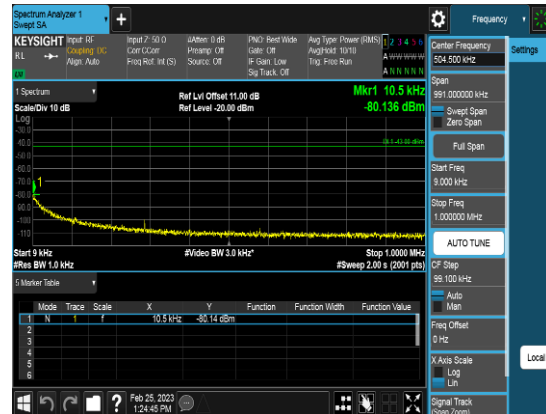 Spectrum Analyzer 1
Swept SA
+
Frequency
KEYSIGHT
RL
Input: RF
Coupling: DC
Align: Auto
Input Z: 50 Ω
Corr CCorr
Freq Ref: Int (S)
#Atten: 0 dB
Preamp: Off
Source: Off
PNO: Best Wide
Gate: Off
IF Gain: Low
Sig Track: Off
Avg Type: Power (RMS)
Avg|Hold: 10/10
Trig: Free Run
1 2 3 4 5 6
A W W W W W
A N N N N N
1 Spectrum
Scale/Div 10 dB
Ref Lvl Offset 11.00 dB
Ref Level -20.00 dBm
Mkr1 10.5 kHz
-80.136 dBm
Log
-30.0
-40.0
-50.0
-60.0
-70.0
-80.0
-90.0
-100
-110
1
DL1 -43.00 dBm
Start 9 kHz
#Res BW 1.0 kHz
#Video BW 3.0 kHz*
Stop 1.0000 MHz
#Sweep 2.00 s (2001 pts)
5 Marker Table
Mode Trace Scale X Y Function Function Width Function Value
1 N 1 f 10.5 kHz -80.14 dBm
2
3
4
5
6
Center Frequency
504.500 kHz
Settings
Span
991.000000 kHz
Swept Span
Zero Span
Full Span
Start Freq
9.000 kHz
Stop Freq
1.000000 MHz
AUTO TUNE
CF Step
99.100 kHz
Auto
Man
Freq Offset
0 Hz
X Axis Scale
Log
Lin
Local
Signal Track
(Span Zoom)
?
Feb 25, 2023
1:24:45 PM